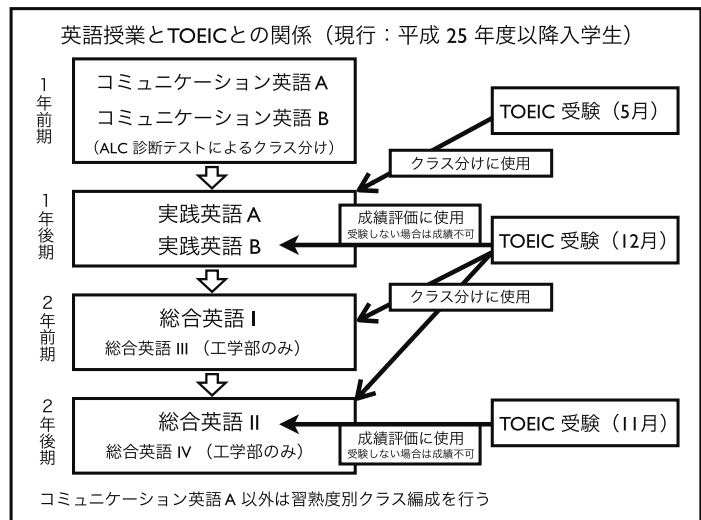 英語授業とTOEICとの関係（現行：平成 25 年度以降入学生）
1年前期
コミュニケーション英語 A
コミュニケーション英語 B
（ALC 診断テストによるクラス分け）
TOEIC 受験（5月）
クラス分けに使用
1年後期
実践英語 A
実践英語 B
成績評価に使用
受験しない場合は成績不可
TOEIC 受験（12月）
クラス分けに使用
2年前期
総合英語 I
総合英語 III （工学部のみ）
2年後期
総合英語 II
総合英語 IV （工学部のみ）
成績評価に使用
受験しない場合は成績不可
TOEIC 受験（11月）
コミュニケーション英語 A 以外は習熟度別クラス編成を行う